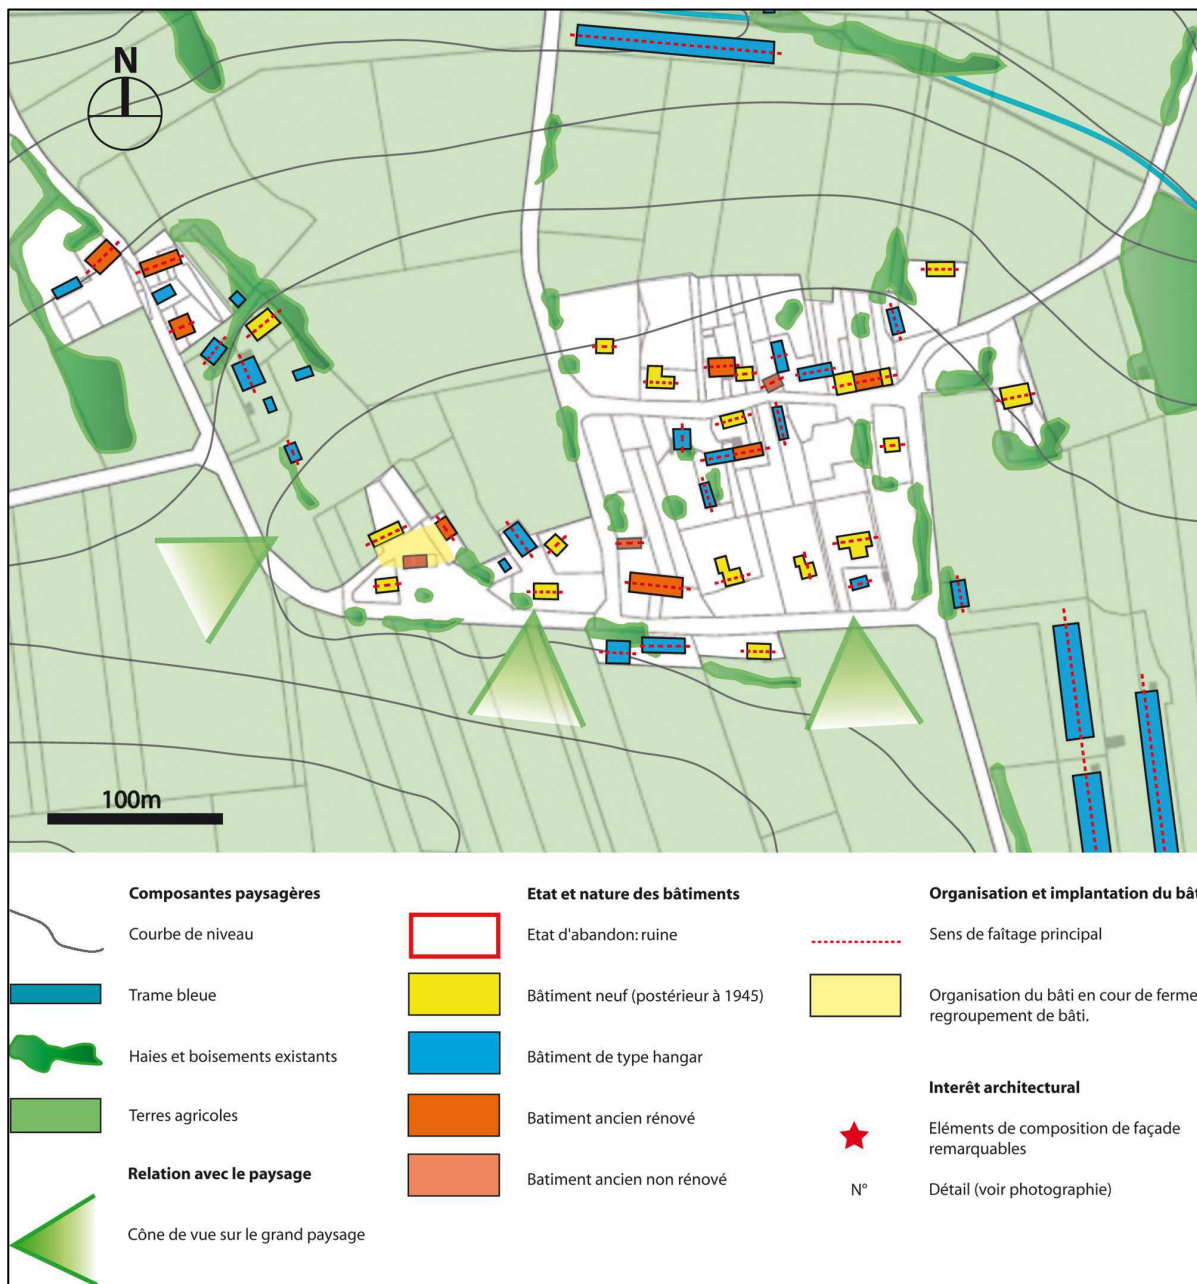 N
100m
Composantes paysagères
Courbe de niveau
Trame bleue
Haies et boisements existants
Terres agricoles
Relation avec le paysage
Cône de vue sur le grand paysage
Etat et nature des bâtiments
Etat d'abandon: ruine
Bâtiment neuf (postérieur à 1945)
Bâtiment de type hangar
Batiment ancien rénové
Batiment ancien non rénové
Organisation et implantation du bât
Sens de faîtage principal
Organisation du bâti en cour de ferme
regroupement de bâti.
Interêt architectural
Eléments de composition de façade
remarquables
N°
Détail (voir photographie)